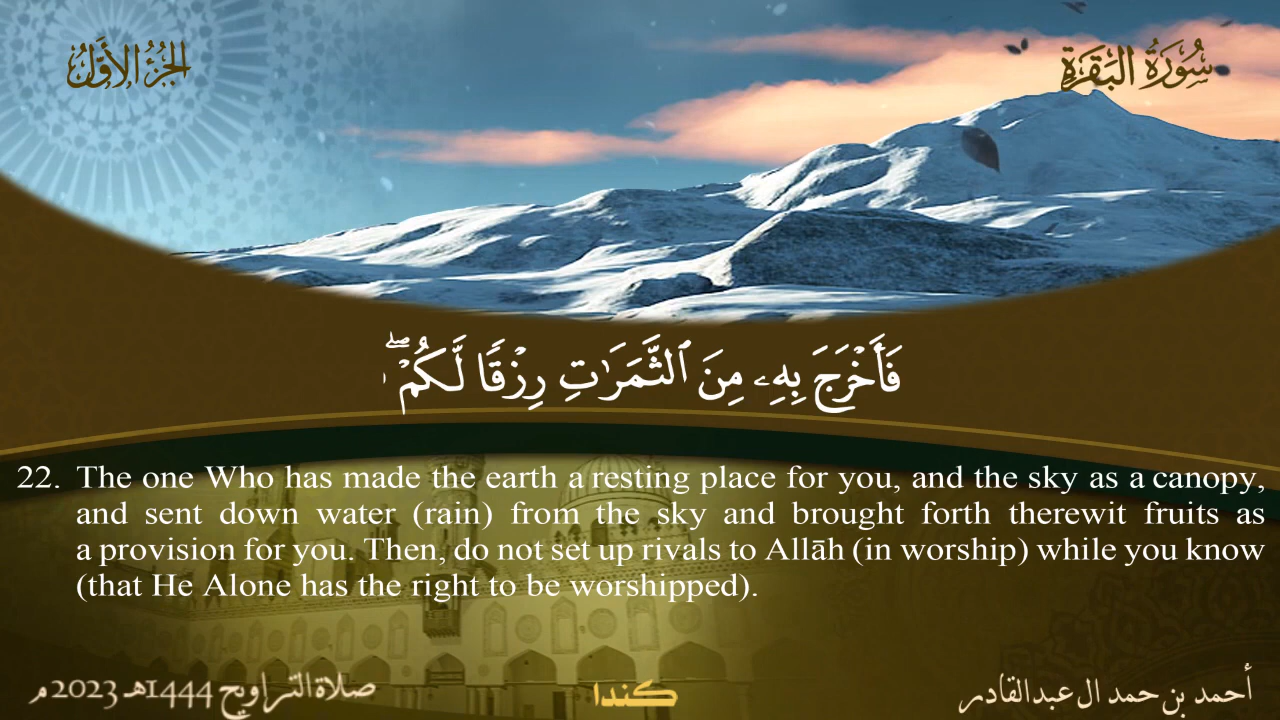 سُورَةُ البَقَرَةِ
الجُزْءُ الأَوَّلُ
فَأَخْرَجَ بِهِۦ مِنَ ٱلثَّمَرَٰتِ رِزْقًا لَّكُمْ ۖ
22. The one Who has made the earth a resting place for you, and the sky as a canopy,
and sent down water (rain) from the sky and brought forth therewit fruits as
a provision for you. Then, do not set up rivals to Allāh (in worship) while you know
(that He Alone has the right to be worshipped).
أحمد بن حمد ال عبدالقادر
كندا
صلاة التراويح 1444هـ 2023م